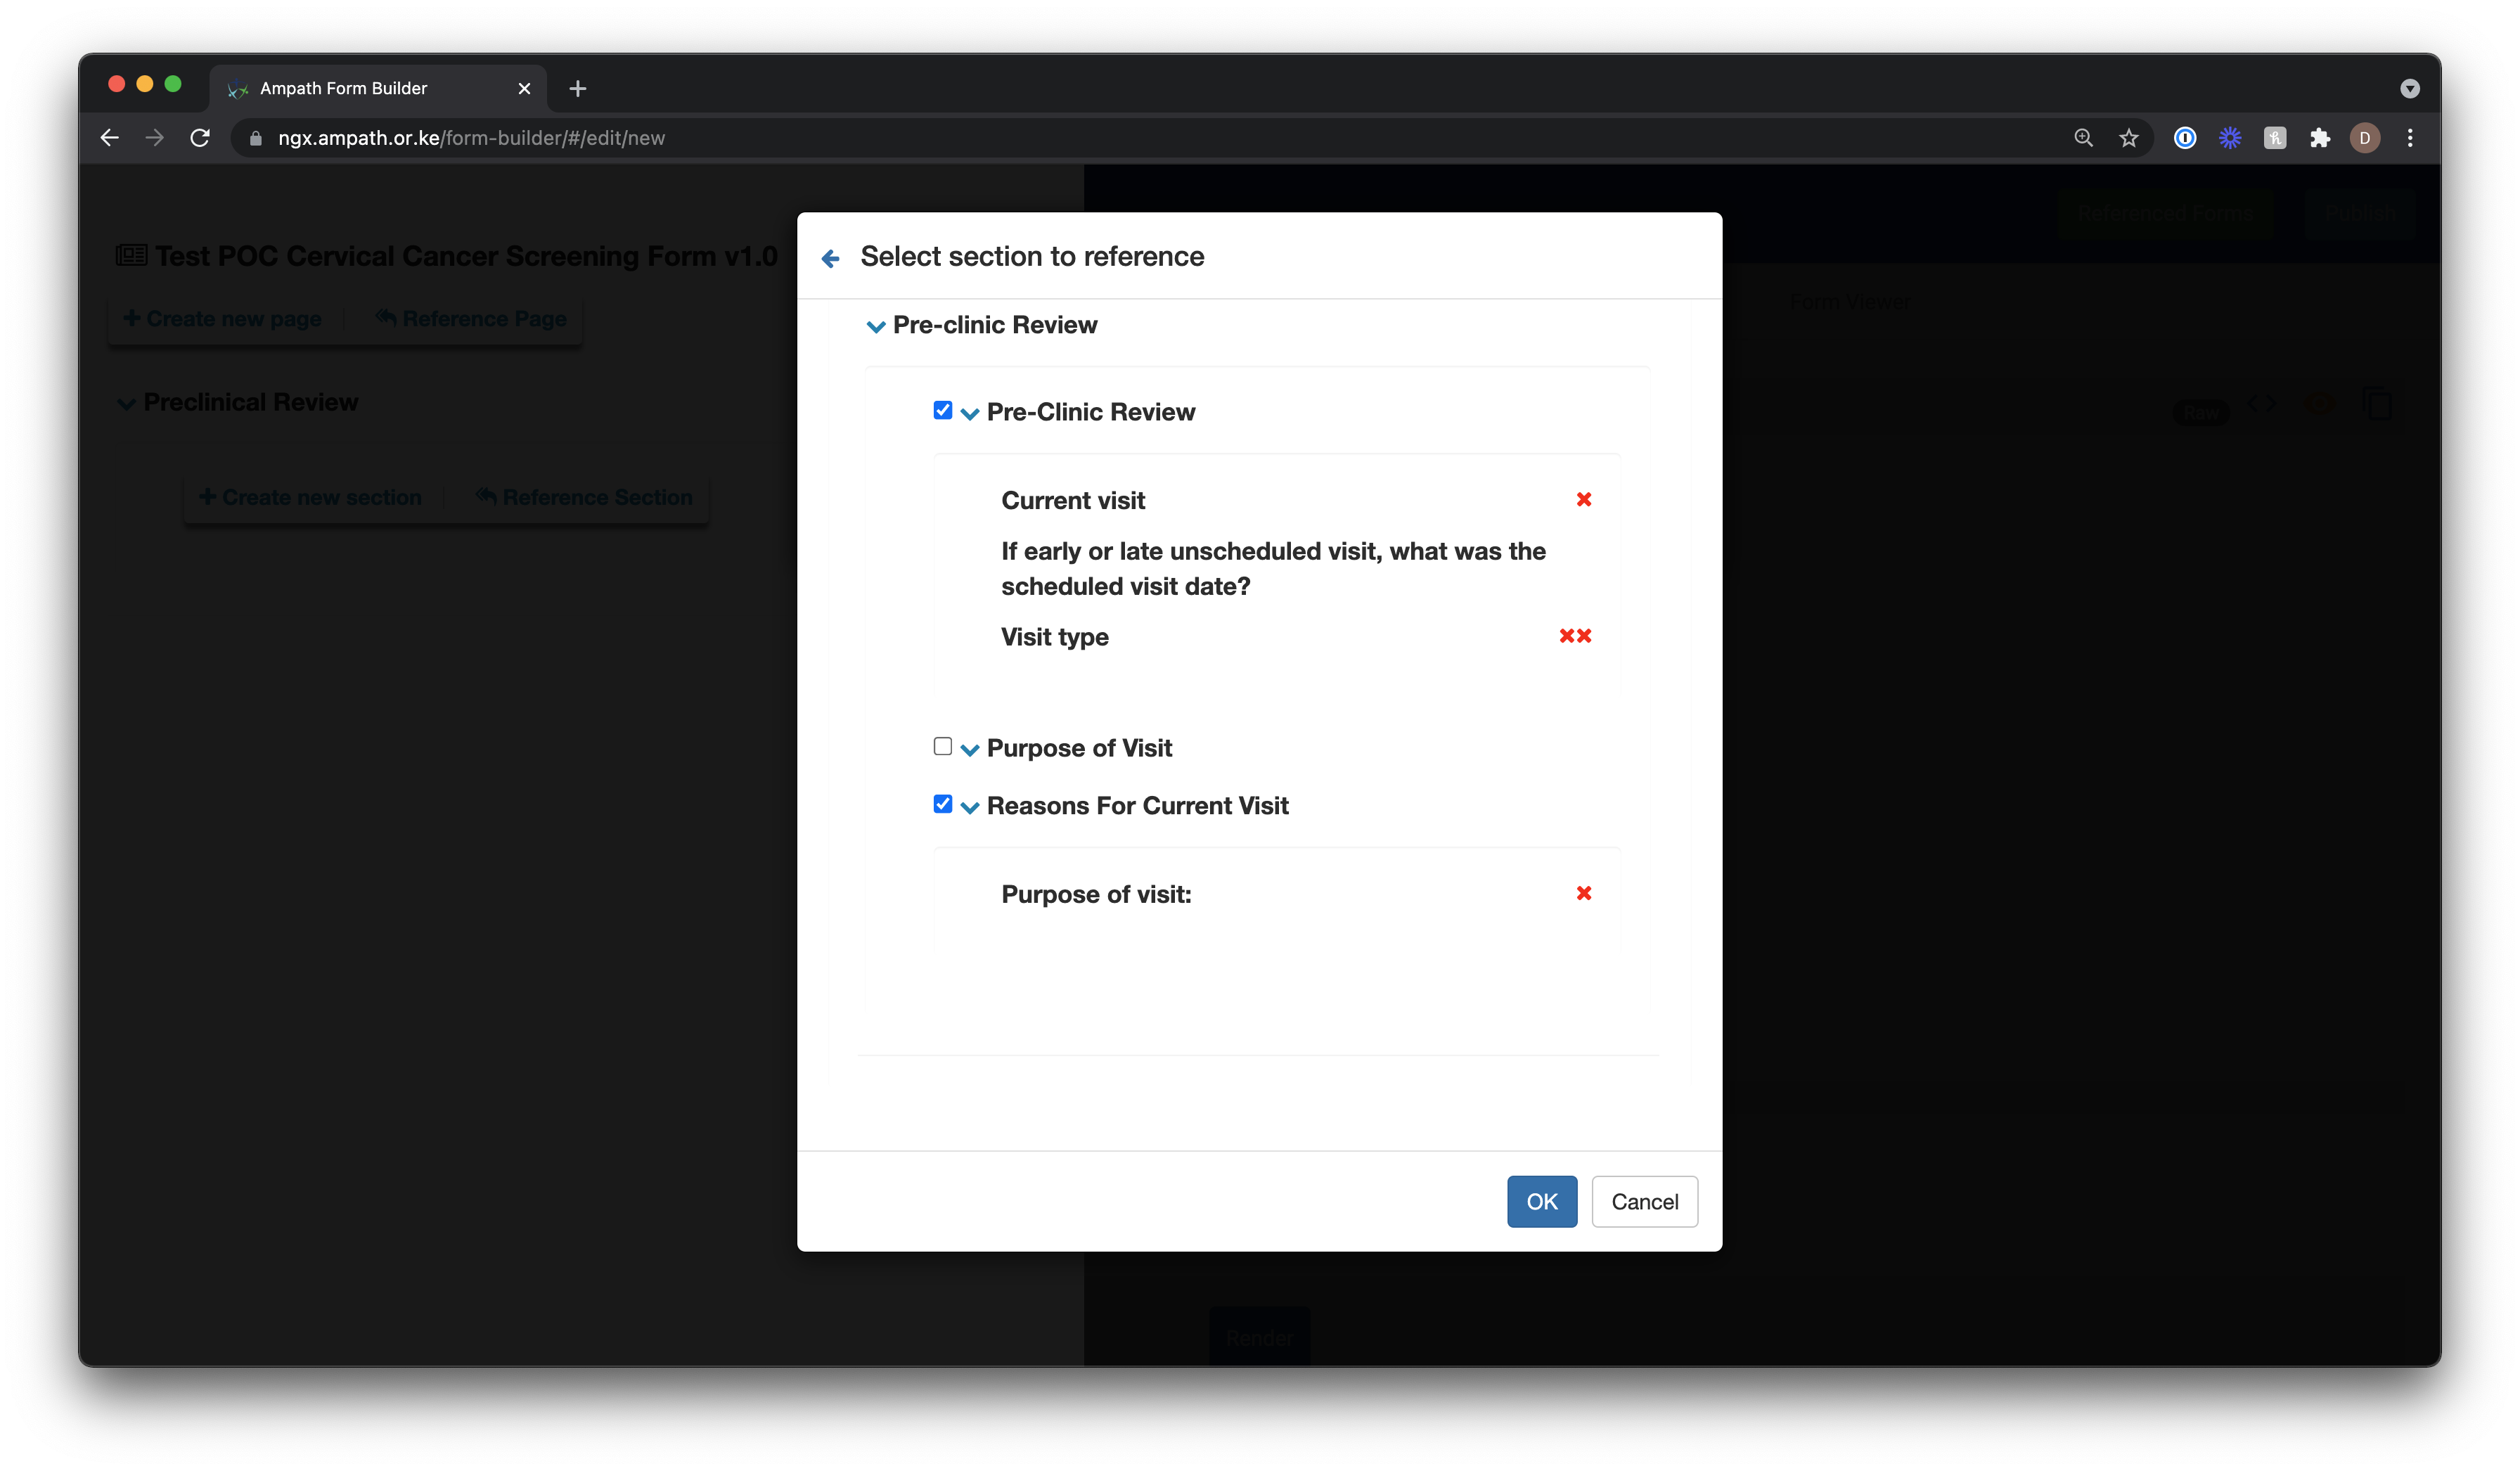 Ampath Form Builder
ngx.ampath.or.ke/form-builder/#/edit/new
D
Referenced Forms
Publish
Test POC Cervical Cancer Screening Form v1.0
Create new page
Reference Page
Form Viewer
Preclinical Review
Raw
Create new section
Reference Section
Select section to reference
Pre-clinic Review
Pre-Clinic Review
Current visit
If early or late unscheduled visit, what was the
scheduled visit date?
Visit type
Purpose of Visit
Reasons For Current Visit
Purpose of visit:
OK
Cancel
Render